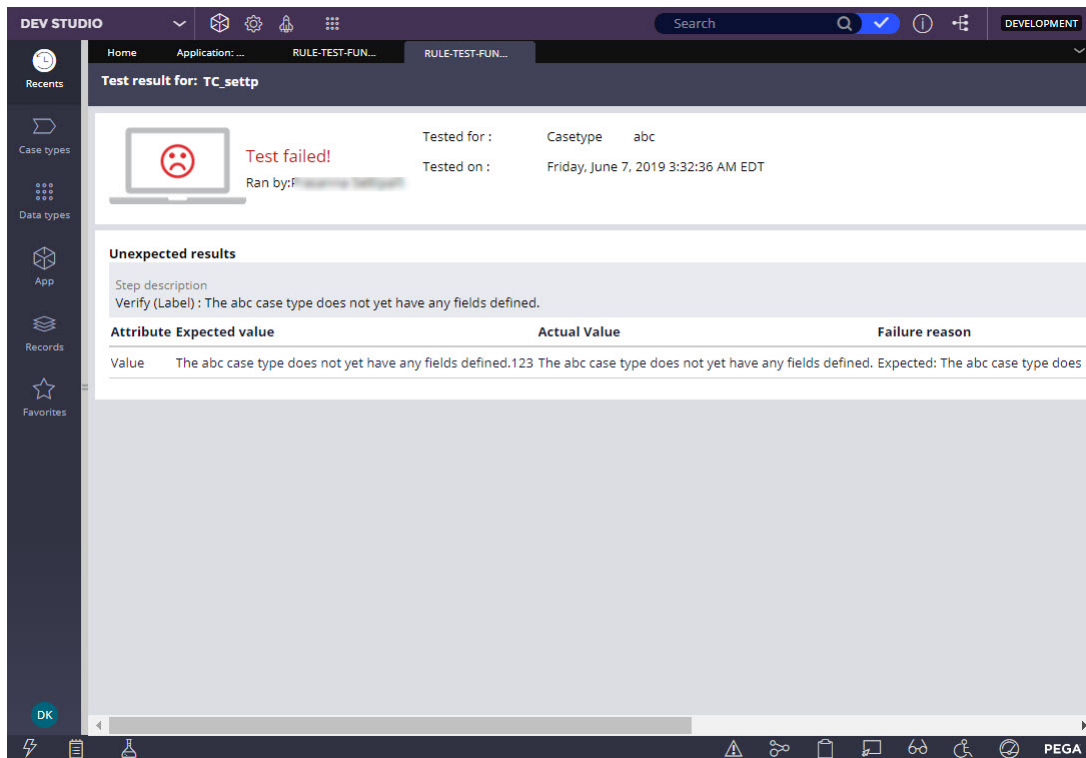 DEV STUDIO
Search
DEVELOPMENT
Home
Application: ...
RULE-TEST-FUN...
RULE-TEST-FUN...
Recents
Test result for: TC_settp
Case types
Data types
App
Records
Favorites
Test failed!
Ran by:
Tested for :
Casetype
abc
Tested on :
Friday, June 7, 2019 3:32:36 AM EDT
Unexpected results
Step description
Verify (Label) : The abc case type does not yet have any fields defined.
Attribute Expected value Actual Value Failure reason
Value The abc case type does not yet have any fields defined.123 The abc case type does not yet have any fields defined. Expected: The abc case type does
DK
PEGA